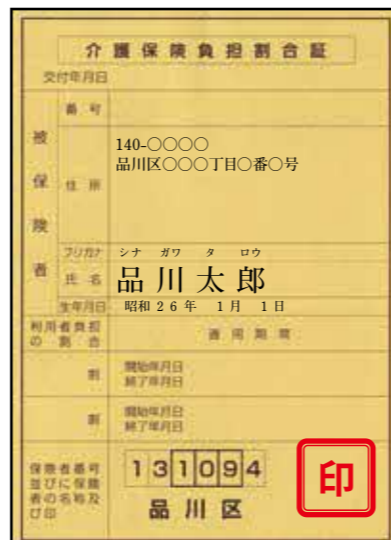 介護保険負担割合証
交付年月日
被保険者
番号
住所
140-○○○○
品川区○○○丁目○番○号
フリガナ
シナ ガワ タ ロウ
氏名
品川太郎
生年月日
昭和26年 1月 1日
利用者負担の割合
適用期間
割
開始年月日
終了年月日
割
開始年月日
終了年月日
保険者番号
並びに保険
者の名称及
び印
131094
品川区
印